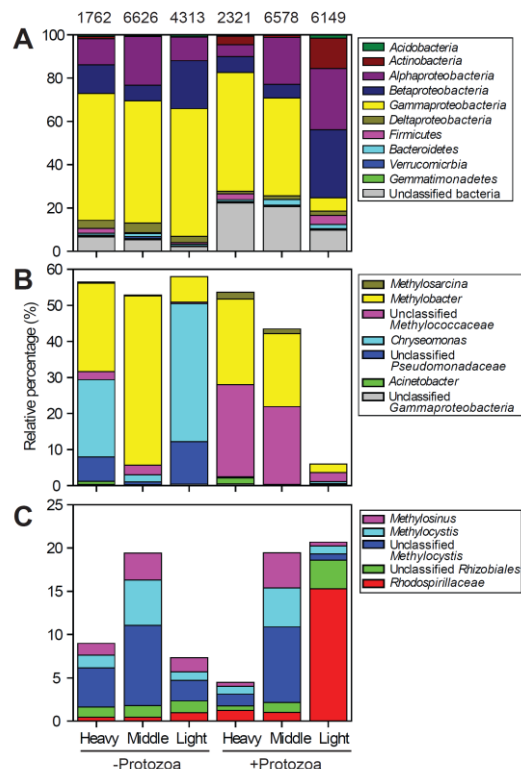 1762 6626 4313 2321 6578 6149
A
100
80
60
40
20
0
Acidobacteria
Actinobacteria
Alphaproteobacteria
Betaproteobacteria
Gammaproteobacteria
Deltaproteobacteria
Firmicutes
Bacteroidetes
Verrucomicrbia
Gemmatimonadetes
Unclassified bacteria
Relative percentage (%)
B
60
50
40
30
20
10
0
Methylosarcina
Methylobacter
Unclassified
Methylococcaceae
Chryseomonas
Unclassified
Pseudomonadaceae
Acinetobacter
Unclassified
Gammaproteobacteria
C
25
20
15
10
5
0
Methylosinus
Methylocystis
Unclassified
Methylocystis
Unclassified Rhizobiales
Rhodospirillaceae
Heavy Middle Light Heavy Middle Light
-Protozoa +Protozoa